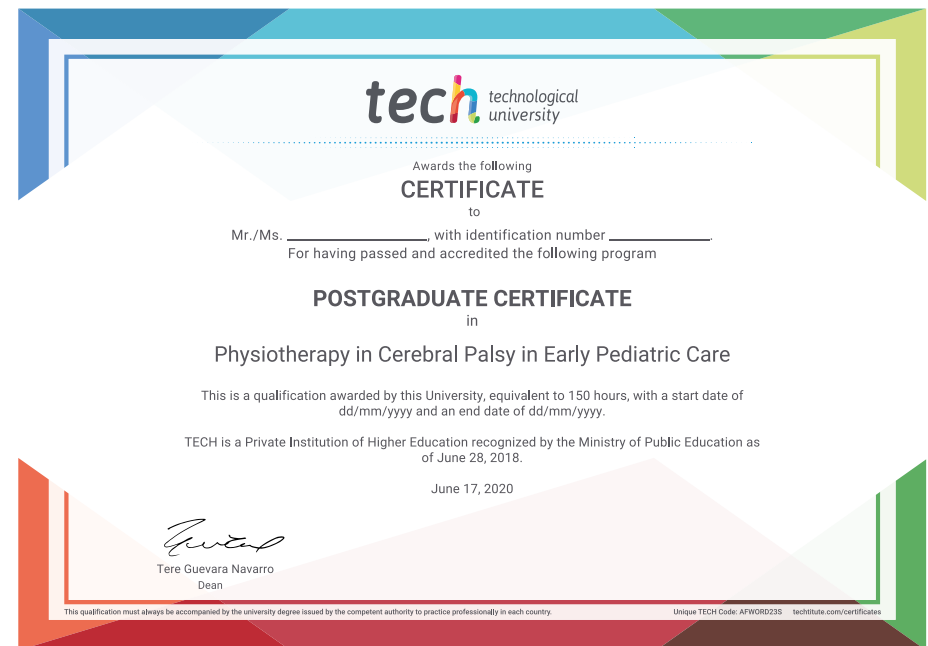 tech technological
university
Awards the following
CERTIFICATE
to
Mr./Ms. ____________________, with identification number ______________.
For having passed and accredited the following program
POSTGRADUATE CERTIFICATE
in
Physiotherapy in Cerebral Palsy in Early Pediatric Care
This is a qualification awarded by this University, equivalent to 150 hours, with a start date of
dd/mm/yyyy and an end date of dd/mm/yyyy.
TECH is a Private Institution of Higher Education recognized by the Ministry of Public Education as
of June 28, 2018.
June 17, 2020
Tere Guevara Navarro
Dean
This qualification must always be accompanied by the university degree issued by the competent authority to practice professionally in each country.
Unique TECH Code: AFWORD23S techtitute.com/certificates